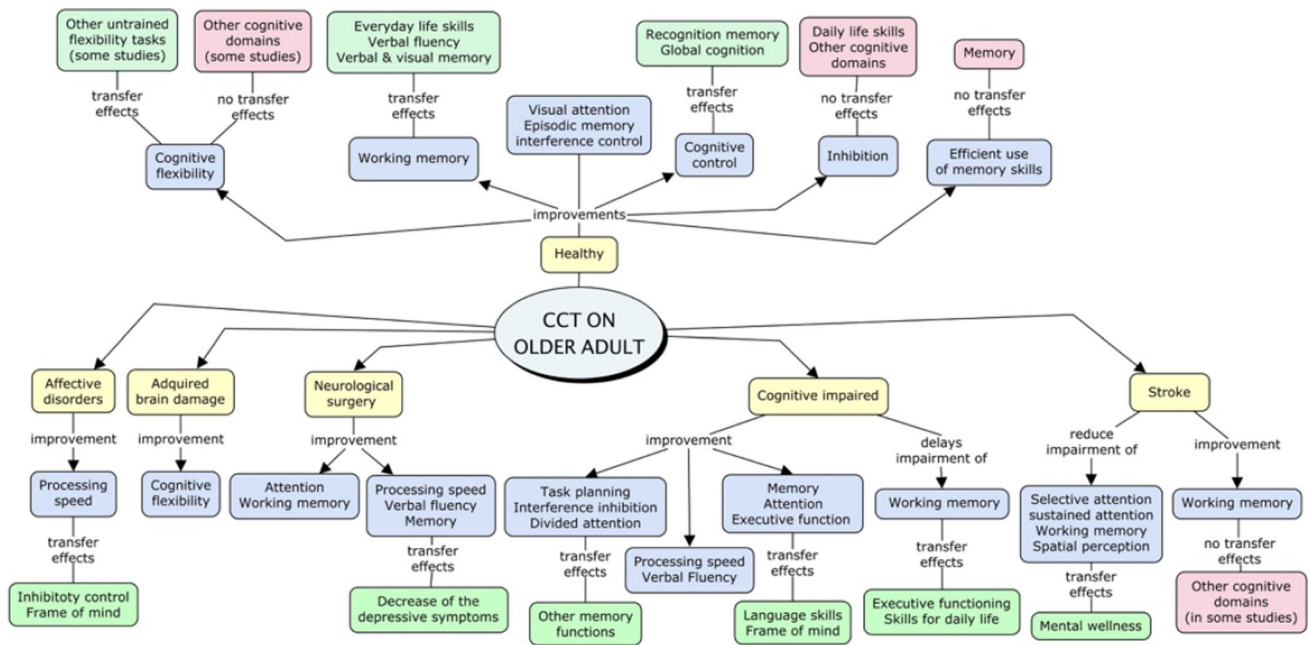 Other untrained
flexibility tasks
(some studies)
Other cognitive
domains
(some studies)
Everyday life skills
Verbal fluency
Verbal & visual memory
Recognition memory
Global cognition
Daily life skills
Other cognitive
domains
Memory
transfer
effects
no transfer
effects
transfer
effects
transfer
effects
no transfer
effects
no transfer
effects
Cognitive
flexibility
Working memory
Visual attention
Episodic memory
interference control
Cognitive
control
Inhibition
Efficient use
of memory skills
improvements
Healthy
CCT ON
OLDER ADULT
Affective
disorders
Adquired
brain damage
Neurological
surgery
Cognitive impaired
Stroke
improvement
improvement
improvement
improvement
delays
impairment of
reduce
impairment of
improvement
Processing
speed
Cognitive
flexibility
Attention
Working memory
Processing speed
Verbal fluency
Memory
Task planning
Interference inhibition
Divided attention
Processing speed
Verbal Fluency
Memory
Attention
Executive function
Working memory
Selective attention
sustained attention
Working memory
Spatial perception
Working memory
transfer
effects
transfer
effects
transfer
effects
transfer
effects
transfer
effects
transfer
effects
no transfer
effects
Inhibitoty control
Frame of mind
Decrease of the
depressive symptoms
Other memory
functions
Language skills
Frame of mind
Executive functioning
Skills for daily life
Mental wellness
Other cognitive
domains
(in some studies)